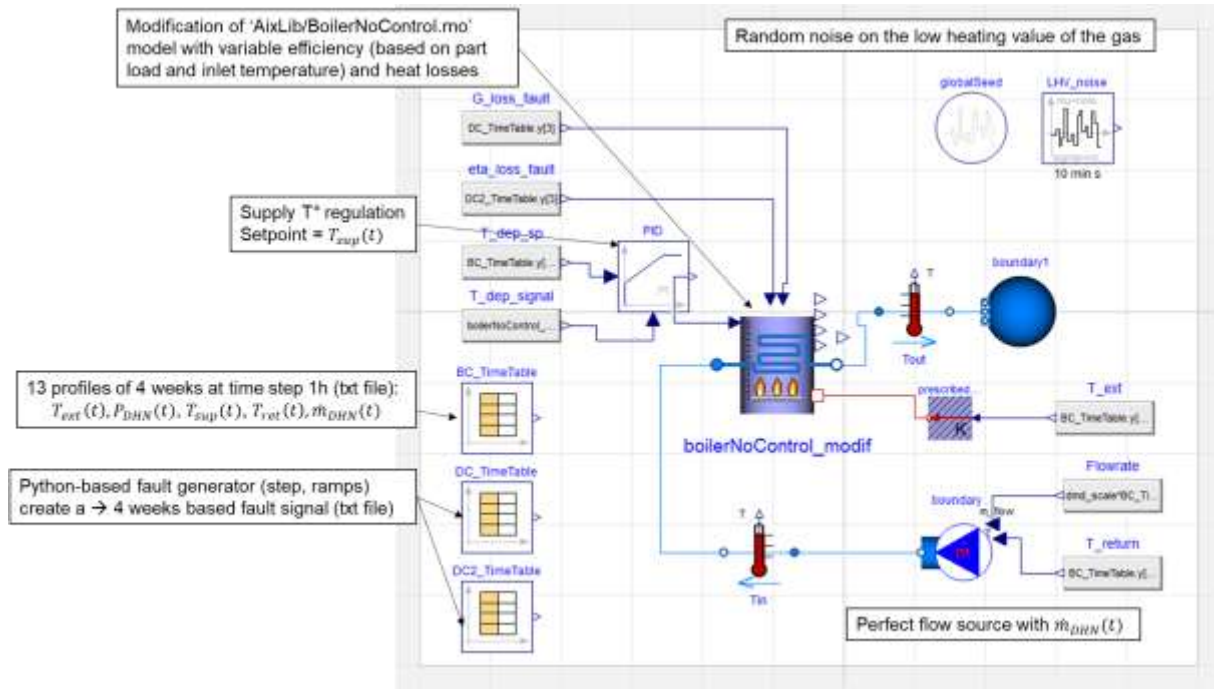 Modification of 'AixLib/BoilerNoControl.mo'
model with variable efficiency (based on part
load and inlet temperature) and heat losses
Random noise on the low heating value of the gas
globalSeed
LHV_noise
10 min s
G_loss_fault
DC_TimeTable.y[3]
eta_loss_fault
DC2_TimeTable.y[3]
Supply T° regulation
Setpoint = T_sup(t)
T_dep_sp
BC_TimeTable.y[...
PID
T_dep_signal
boilerNoControl_...
T
boundary1
Tout
13 profiles of 4 weeks at time step 1h (txt file):
T_ext(t), P_DHN(t), T_sup(t), T_ret(t), ṁ_DHN(t)
BC_TimeTable
prescribed...
K
T_ext
BC_TimeTable.y[...
boilerNoControl_modif
Python-based fault generator (step, ramps)
create a → 4 weeks based fault signal (txt file)
DC_TimeTable
Flowrate
dmd_scale*BC_Ti...
boundary
m_flow
T
m
T_return
BC_TimeTable.y[...
Tin
DC2_TimeTable
Perfect flow source with ṁ_DHN(t)